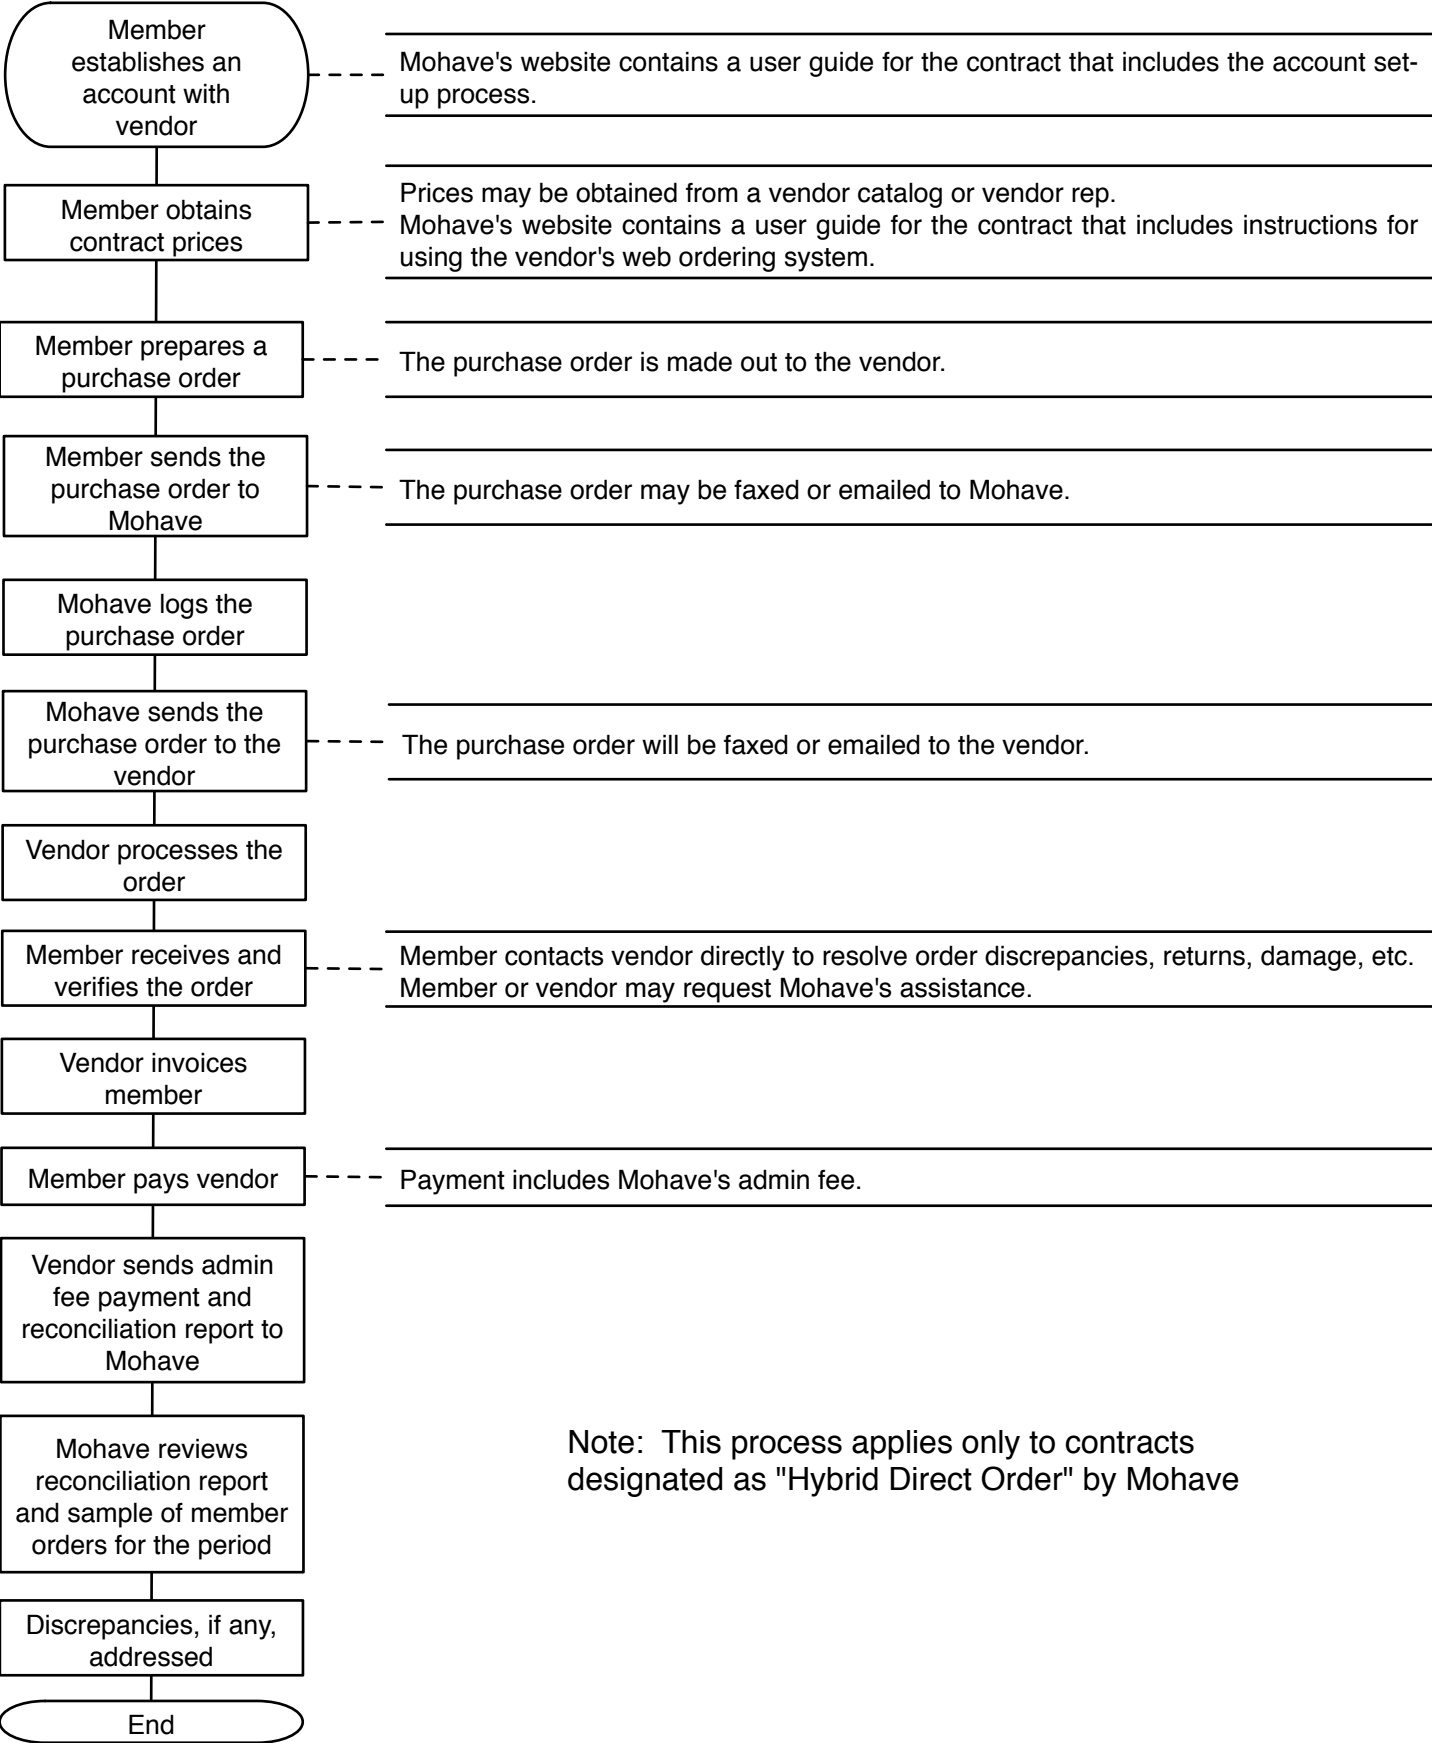 Member
establishes an
account with
vendor
Mohave's website contains a user guide for the contract that includes the account set-
up process.
Member obtains
contract prices
Prices may be obtained from a vendor catalog or vendor rep.
Mohave's website contains a user guide for the contract that includes instructions for
using the vendor's web ordering system.
Member prepares a
purchase order
The purchase order is made out to the vendor.
Member sends the
purchase order to
Mohave
The purchase order may be faxed or emailed to Mohave.
Mohave logs the
purchase order
Mohave sends the
purchase order to the
vendor
The purchase order will be faxed or emailed to the vendor.
Vendor processes the
order
Member receives and
verifies the order
Member contacts vendor directly to resolve order discrepancies, returns, damage, etc.
Member or vendor may request Mohave's assistance.
Vendor invoices
member
Member pays vendor
Payment includes Mohave's admin fee.
Vendor sends admin
fee payment and
reconciliation report to
Mohave
Mohave reviews
reconciliation report
and sample of member
orders for the period
Note:  This process applies only to contracts
designated as "Hybrid Direct Order" by Mohave
Discrepancies, if any,
addressed
End